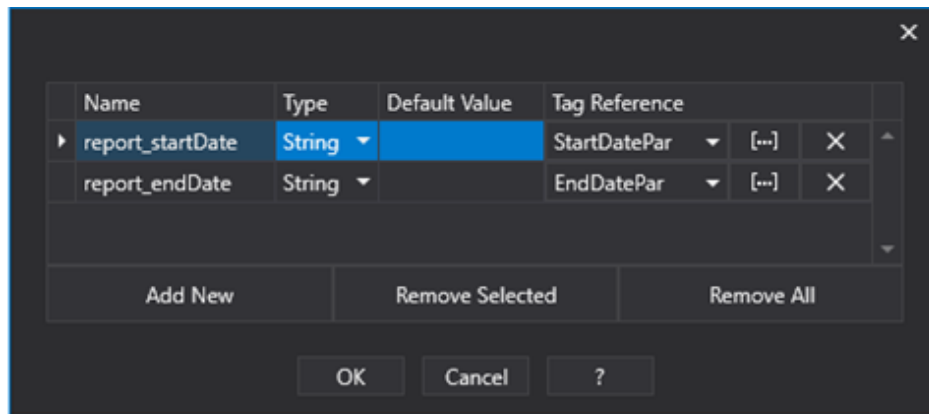 Name Type Default Value Tag Reference
report_startDate String StartDatePar [...] ✕
report_endDate String EndDatePar [...] ✕
Add New Remove Selected Remove All
OK Cancel ?